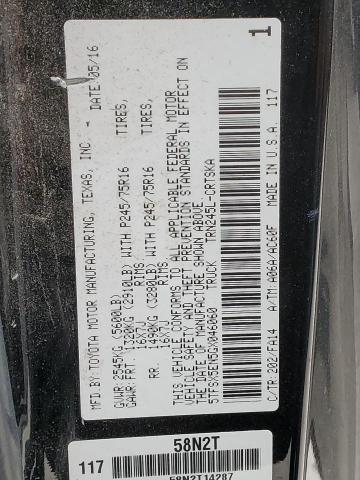 MFD.BY: TOYOTA MOTOR MANUFACTURING, TEXAS, INC. - DATE: 05/16
GVWR: 2545KG (5600LB)
GAWR: FRT. 1320KG (2910LB) WITH P245/75R16 TIRES,
16X7J RIMS
RR. 1490KG (3280LB) WITH P245/75R16 TIRES,
16X7J RIMS
THIS VEHICLE CONFORMS TO ALL APPLICABLE FEDERAL MOTOR
VEHICLE SAFETY AND THEFT PREVENTION STANDARDS IN EFFECT ON
THE DATE OF MANUFACTURE SHOWN ABOVE.
5TFSX5EN5GX046060 TRUCK TRN245L-CRTSKA
C/TR:202/FA14 A/TM:A06A/AC60F MADE IN U.S.A. 117
1
117 58N2T
58N2T14287